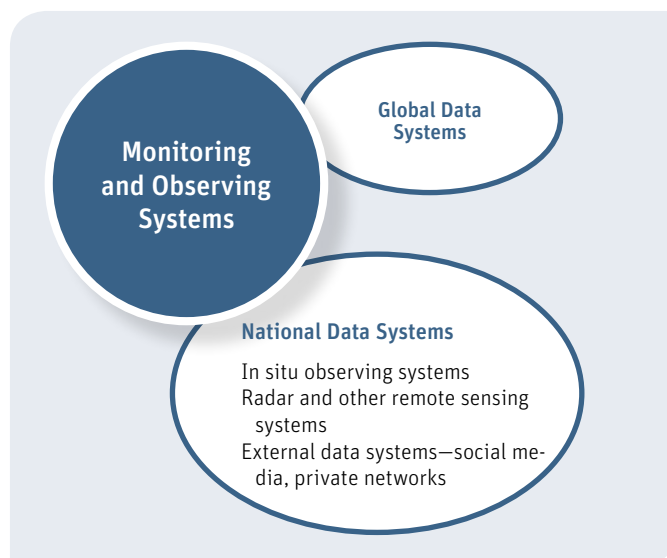 Monitoring
and Observing
Systems
Global Data
Systems
National Data Systems
In situ observing systems
Radar and other remote sensing
systems
External data systems—social me-
dia, private networks